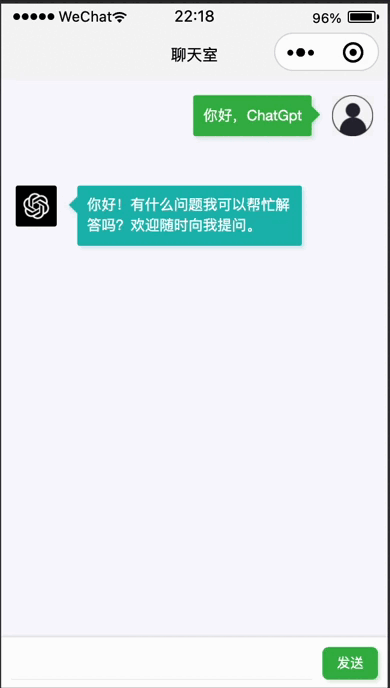 WeChat
22:18
96%
聊天室
你好，ChatGpt
你好！有什么问题我可以帮忙解
答吗？欢迎随时向我提问。
发送